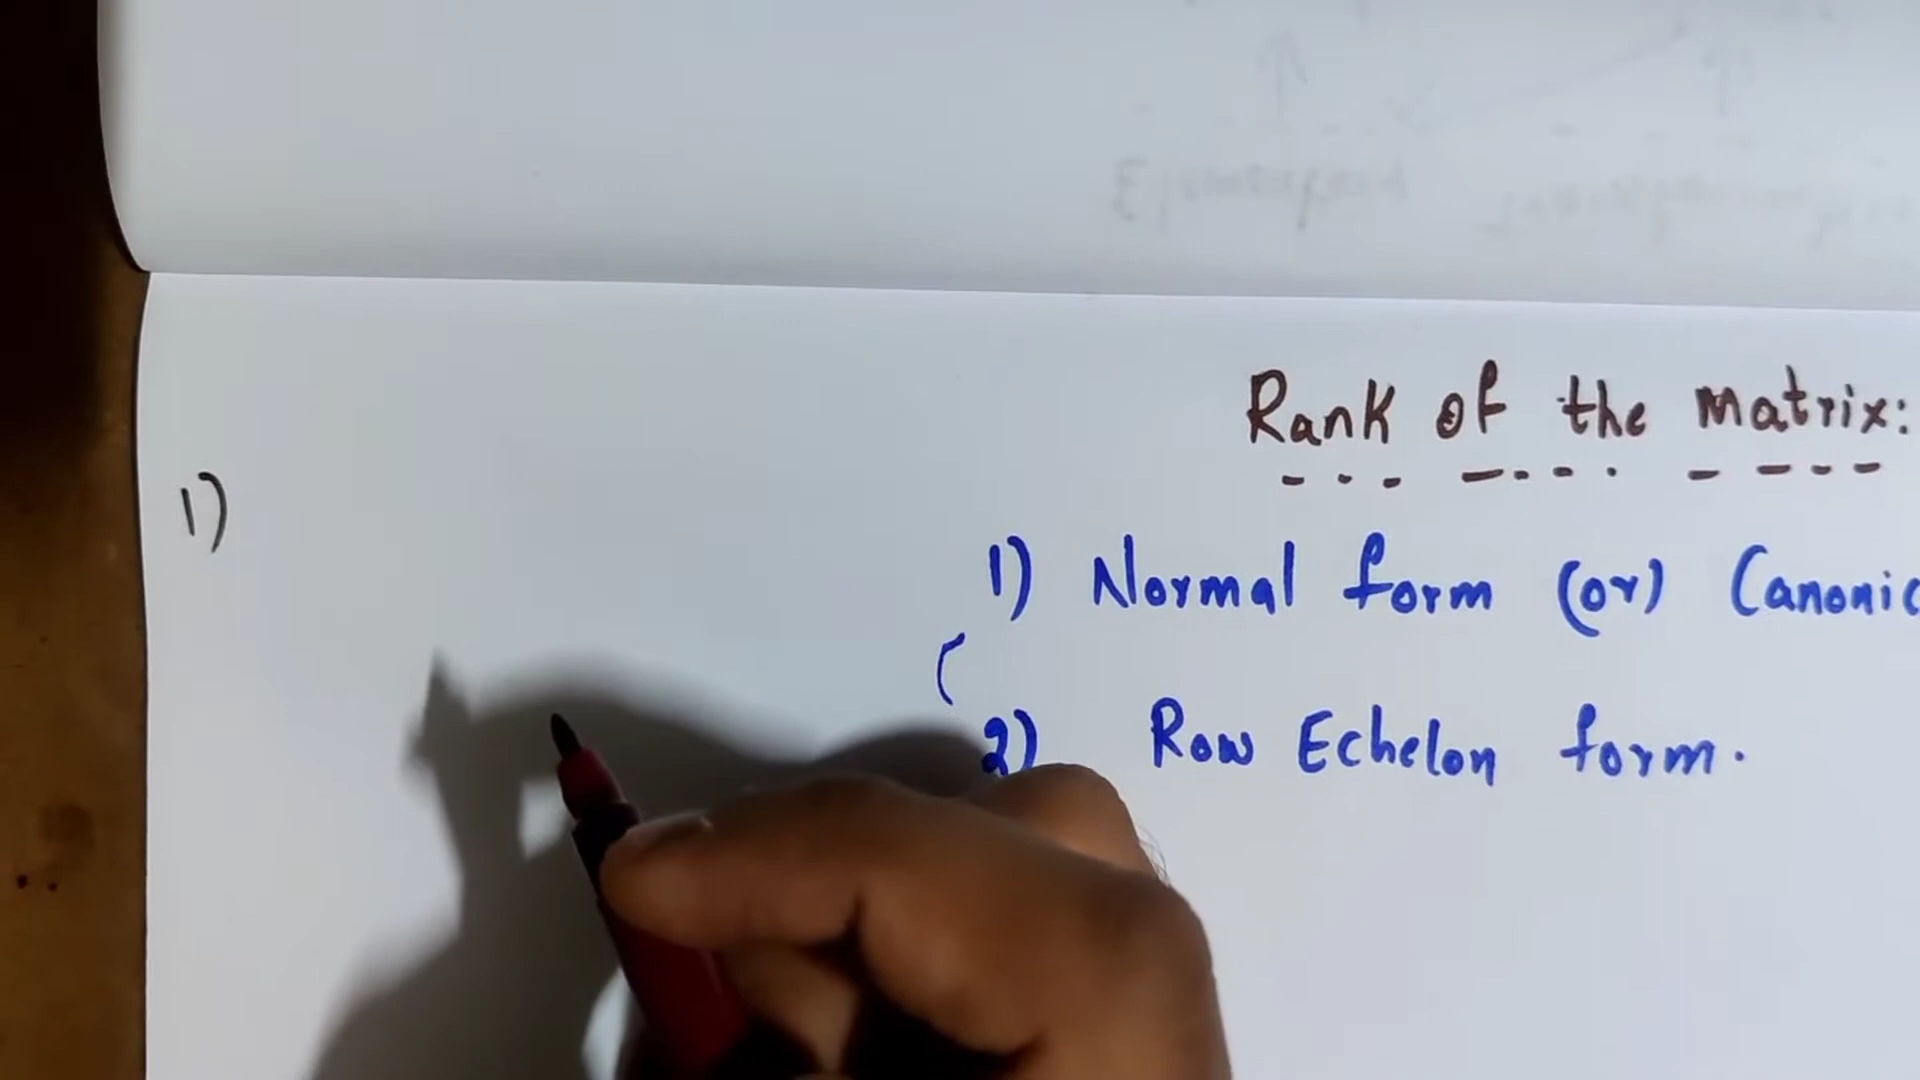 Rank of the Matrix:
1)
1) Normal form (or) Canonic
(
2) Row Echelon form.